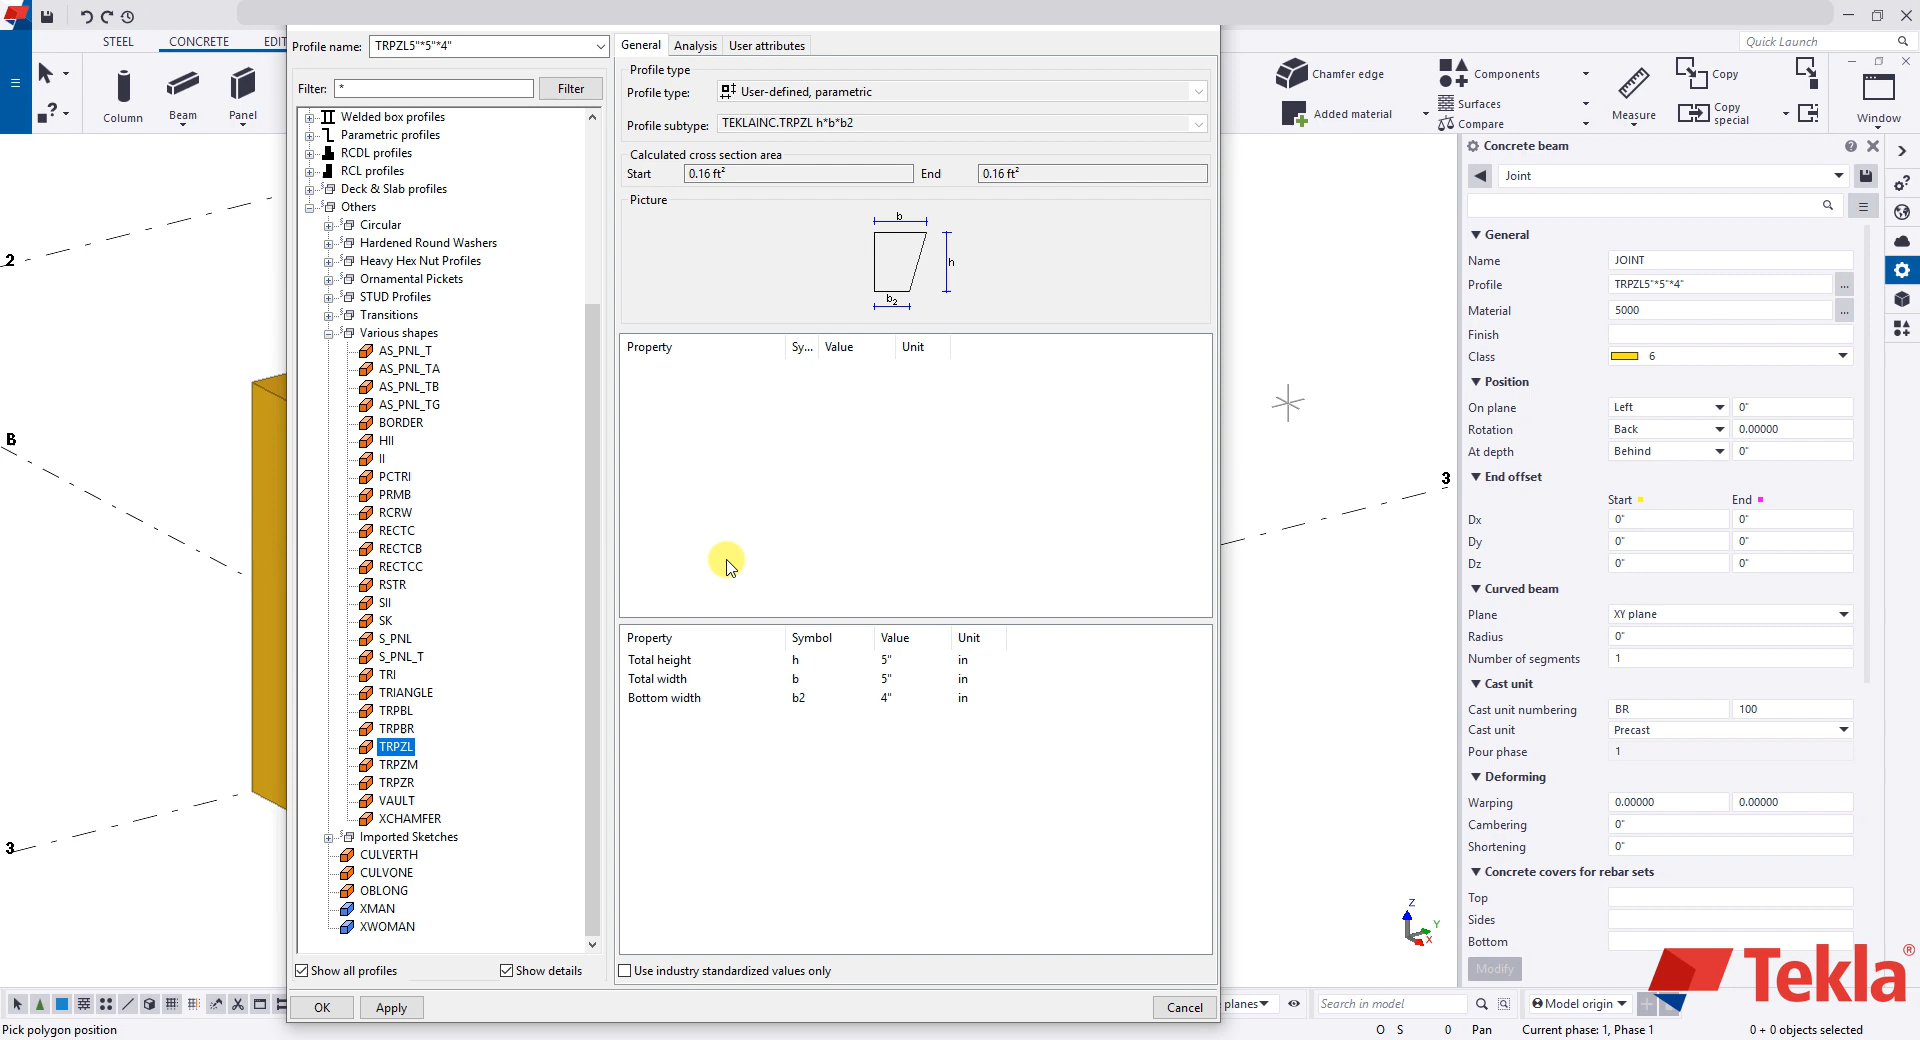 STEEL
CONCRETE
EDIT
Quick Launch
Column
Beam
Panel
Chamfer edge
Added material
Components
Surfaces
Compare
Measure
Copy
Copy special
Window
Profile name:
TRPZL5"*5"*4"
Filter:
*
Filter
Welded box profiles
Parametric profiles
RCDL profiles
RCL profiles
Deck & Slab profiles
Others
Circular
Hardened Round Washers
Heavy Hex Nut Profiles
Ornamental Pickets
STUD Profiles
Transitions
Various shapes
AS_PNL_T
AS_PNL_TA
AS_PNL_TB
AS_PNL_TG
BORDER
HII
II
PCTRI
PRMB
RCRW
RECTC
RECTCB
RECTCC
RSTR
SII
SK
S_PNL
S_PNL_T
TRI
TRIANGLE
TRPBL
TRPBR
TRPZL
TRPZM
TRPZR
VAULT
XCHAMFER
Imported Sketches
CULVERTH
CULVONE
OBLONG
XMAN
XWOMAN
Show all profiles
Show details
OK
Apply
General
Analysis
User attributes
Profile type
Profile type:
User-defined, parametric
Profile subtype:
TEKLAINC.TRPZL h*b*b2
Calculated cross section area
Start
0.16 ft²
End
0.16 ft²
Picture
b
h
b2
Property Sy... Value Unit
Property Symbol Value Unit
Total height h 5" in
Total width b 5" in
Bottom width b2 4" in
Use industry standardized values only
Cancel
2
B
3
3
Z
Y
X
Concrete beam
Joint
General
Name JOINT
Profile TRPZL5"*5"*4" ...
Material 5000 ...
Finish
Class 6
Position
On plane Left 0"
Rotation Back 0.00000
At depth Behind 0"
End offset
Start End
Dx 0" 0"
Dy 0" 0"
Dz 0" 0"
Curved beam
Plane XY plane
Radius 0"
Number of segments 1
Cast unit
Cast unit numbering BR 100
Cast unit Precast
Pour phase 1
Deforming
Warping 0.00000 0.00000
Cambering 0"
Shortening 0"
Concrete covers for rebar sets
Top
Sides
Bottom
Modify
Tekla®
planes
Search in model
Model origin
Pick polygon position
O S 0 Pan Current phase: 1, Phase 1 0 + 0 objects selected